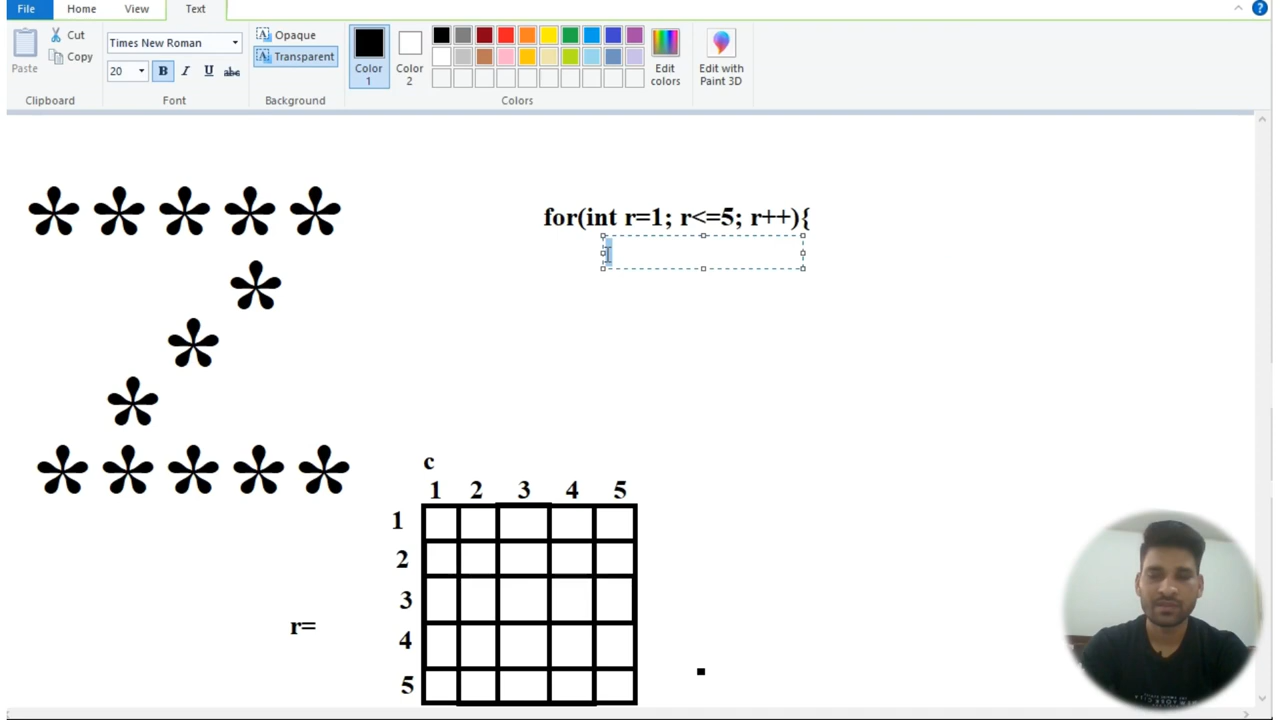 File Home View Text
Paste Cut Copy
Clipboard
Times New Roman
20 B I U abc
Font
Opaque
Transparent
Background
Color 1
Color 2
Colors
Edit colors
Edit with Paint 3D
* * * * *
*
*
*
* * * * *
for(int r=1; r<=5; r++){
c
1 2 3 4 5
1
2
3
r=
4
5
.